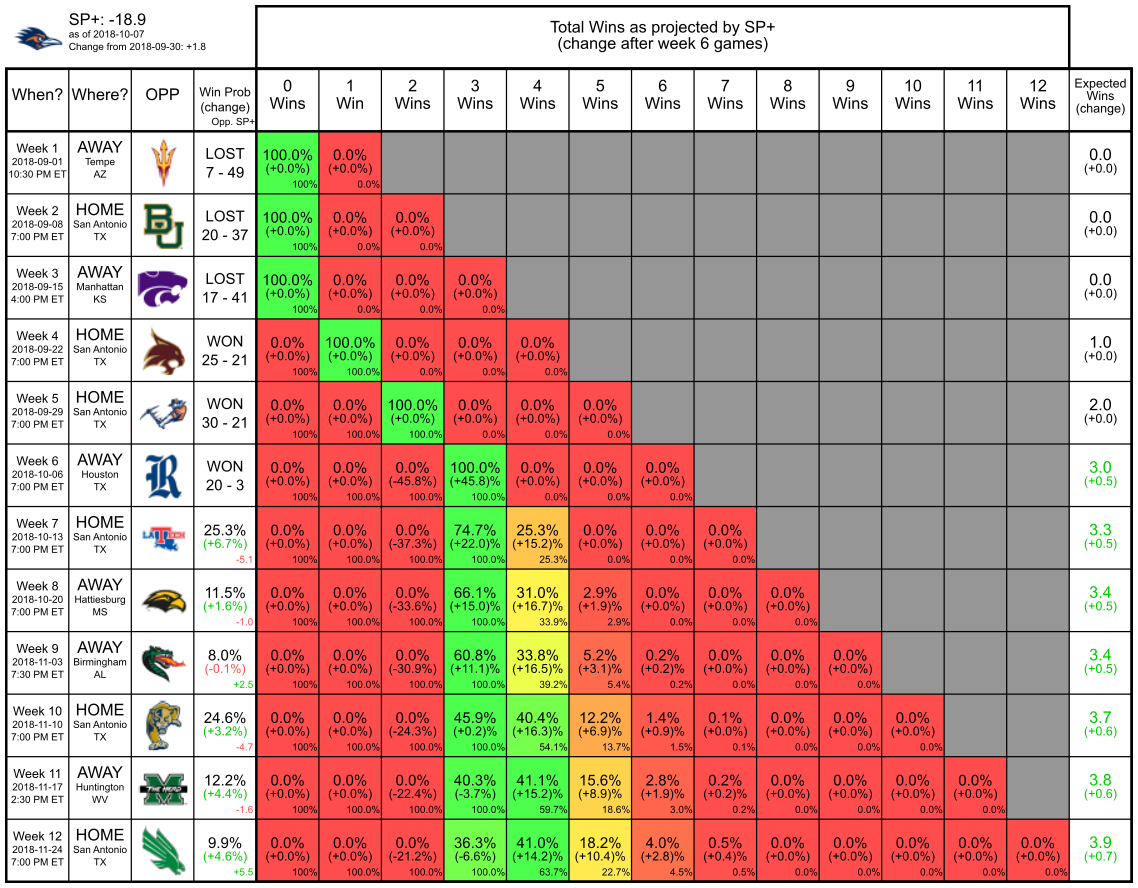 SP+: -18.9
as of 2018-10-07
Change from 2018-09-30: +1.8
Total Wins as projected by SP+
(change after week 6 games)
When? Where? OPP Win Prob (change) Opp. SP+ 0 Wins 1 Win 2 Wins 3 Wins 4 Wins 5 Wins 6 Wins 7 Wins 8 Wins 9 Wins 10 Wins 11 Wins 12 Wins Expected Wins (change)
Week 1 AWAY LOST 100.0% 0.0% 0.0
2018-09-01 Tempe 7 - 49 (+0.0%) (+0.0%) (+0.0)
10:30 PM ET AZ 100% 0.0%
Week 2 HOME BU LOST 100.0% 0.0% 0.0% 0.0
2018-09-08 San Antonio 20 - 37 (+0.0%) (+0.0%) (+0.0%) (+0.0)
7:00 PM ET TX 100% 0.0% 0.0%
Week 3 AWAY LOST 100.0% 0.0% 0.0% 0.0% 0.0
2018-09-15 Manhattan 17 - 41 (+0.0%) (+0.0%) (+0.0%) (+0.0%) (+0.0)
4:00 PM ET KS 100% 0.0% 0.0% 0.0%
Week 4 HOME WON 0.0% 100.0% 0.0% 0.0% 0.0% 1.0
2018-09-22 San Antonio 25 - 21 (+0.0%) (+0.0%) (+0.0%) (+0.0%) (+0.0%) (+0.0)
7:00 PM ET TX 100% 100.0% 0.0% 0.0% 0.0%
Week 5 HOME WON 0.0% 0.0% 100.0% 0.0% 0.0% 0.0% 2.0
2018-09-29 San Antonio 30 - 21 (+0.0%) (+0.0%) (+0.0%) (+0.0%) (+0.0%) (+0.0%) (+0.0)
7:00 PM ET TX 100% 100.0% 100.0% 0.0% 0.0% 0.0%
Week 6 AWAY R WON 0.0% 0.0% 0.0% 100.0% 0.0% 0.0% 0.0% 3.0
2018-10-06 Houston 20 - 3 (+0.0%) (+0.0%) (-45.8%) (+45.8%) (+0.0%) (+0.0%) (+0.0%) (+0.5)
7:00 PM ET TX 100% 100.0% 100.0% 100.0% 0.0% 0.0% 0.0%
Week 7 HOME LA TECH 25.3% 0.0% 0.0% 0.0% 74.7% 25.3% 0.0% 0.0% 0.0% 3.3
2018-10-13 San Antonio (+6.7%) (+0.0%) (+0.0%) (-37.3%) (+22.0)% (+15.2)% (+0.0%) (+0.0%) (+0.0%) (+0.5)
7:00 PM ET TX -5.1 100% 100.0% 100.0% 100.0% 25.3% 0.0% 0.0% 0.0%
Week 8 AWAY 11.5% 0.0% 0.0% 0.0% 66.1% 31.0% 2.9% 0.0% 0.0% 0.0% 3.4
2018-10-20 Hattiesburg (+1.6%) (+0.0%) (+0.0%) (-33.6%) (+15.0)% (+16.7)% (+1.9)% (+0.0%) (+0.0%) (+0.0%) (+0.5)
7:00 PM ET MS -1.0 100% 100.0% 100.0% 100.0% 33.9% 2.9% 0.0% 0.0% 0.0%
Week 9 AWAY 8.0% 0.0% 0.0% 0.0% 60.8% 33.8% 5.2% 0.2% 0.0% 0.0% 0.0% 3.4
2018-11-03 Birmingham (-0.1%) (+0.0%) (+0.0%) (-30.9%) (+11.1)% (+16.5)% (+3.1)% (+0.2)% (+0.0%) (+0.0%) (+0.0%) (+0.5)
7:30 PM ET AL +2.5 100% 100.0% 100.0% 100.0% 39.2% 5.4% 0.2% 0.0% 0.0% 0.0%
Week 10 HOME 24.6% 0.0% 0.0% 0.0% 45.9% 40.4% 12.2% 1.4% 0.1% 0.0% 0.0% 0.0% 3.7
2018-11-10 San Antonio (+3.2%) (+0.0%) (+0.0%) (-24.3%) (+0.2)% (+16.3)% (+6.9)% (+0.9)% (+0.0)% (+0.0%) (+0.0%) (+0.0%) (+0.6)
7:00 PM ET TX -4.7 100% 100.0% 100.0% 100.0% 54.1% 13.7% 1.5% 0.1% 0.0% 0.0% 0.0%
Week 11 AWAY THE HERD 12.2% 0.0% 0.0% 0.0% 40.3% 41.1% 15.6% 2.8% 0.2% 0.0% 0.0% 0.0% 0.0% 3.8
2018-11-17 Huntington (+4.4%) (+0.0%) (+0.0%) (-22.4%) (-3.7%) (+15.2)% (+8.9)% (+1.9)% (+0.2)% (+0.0%) (+0.0%) (+0.0%) (+0.0%) (+0.6)
2:30 PM ET WV -1.6 100% 100.0% 100.0% 100.0% 59.7% 18.6% 3.0% 0.2% 0.0% 0.0% 0.0% 0.0%
Week 12 HOME 9.9% 0.0% 0.0% 0.0% 36.3% 41.0% 18.2% 4.0% 0.5% 0.0% 0.0% 0.0% 0.0% 0.0% 3.9
2018-11-24 San Antonio (+4.6%) (+0.0%) (+0.0%) (-21.2%) (-6.6%) (+14.2)% (+10.4)% (+2.8)% (+0.4)% (+0.0%) (+0.0%) (+0.0%) (+0.0%) (+0.0%) (+0.7)
7:00 PM ET TX +5.5 100% 100.0% 100.0% 100.0% 63.7% 22.7% 4.5% 0.5% 0.0% 0.0% 0.0% 0.0% 0.0%